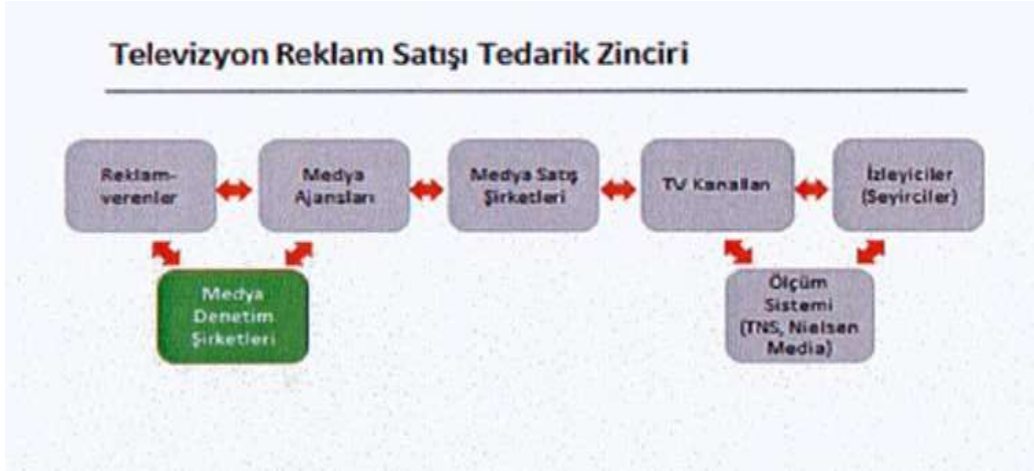 Televizyon Reklam Satışı Tedarik Zinciri
Reklam-
verenler
Medya
Ajansları
Medya Satış
Şirketleri
TV Kanalları
İzleyiciler
(Seyirciler)
Medya
Denetim
Şirketleri
Ölçüm
Sistemi
(TNS, Nielsen
Media)